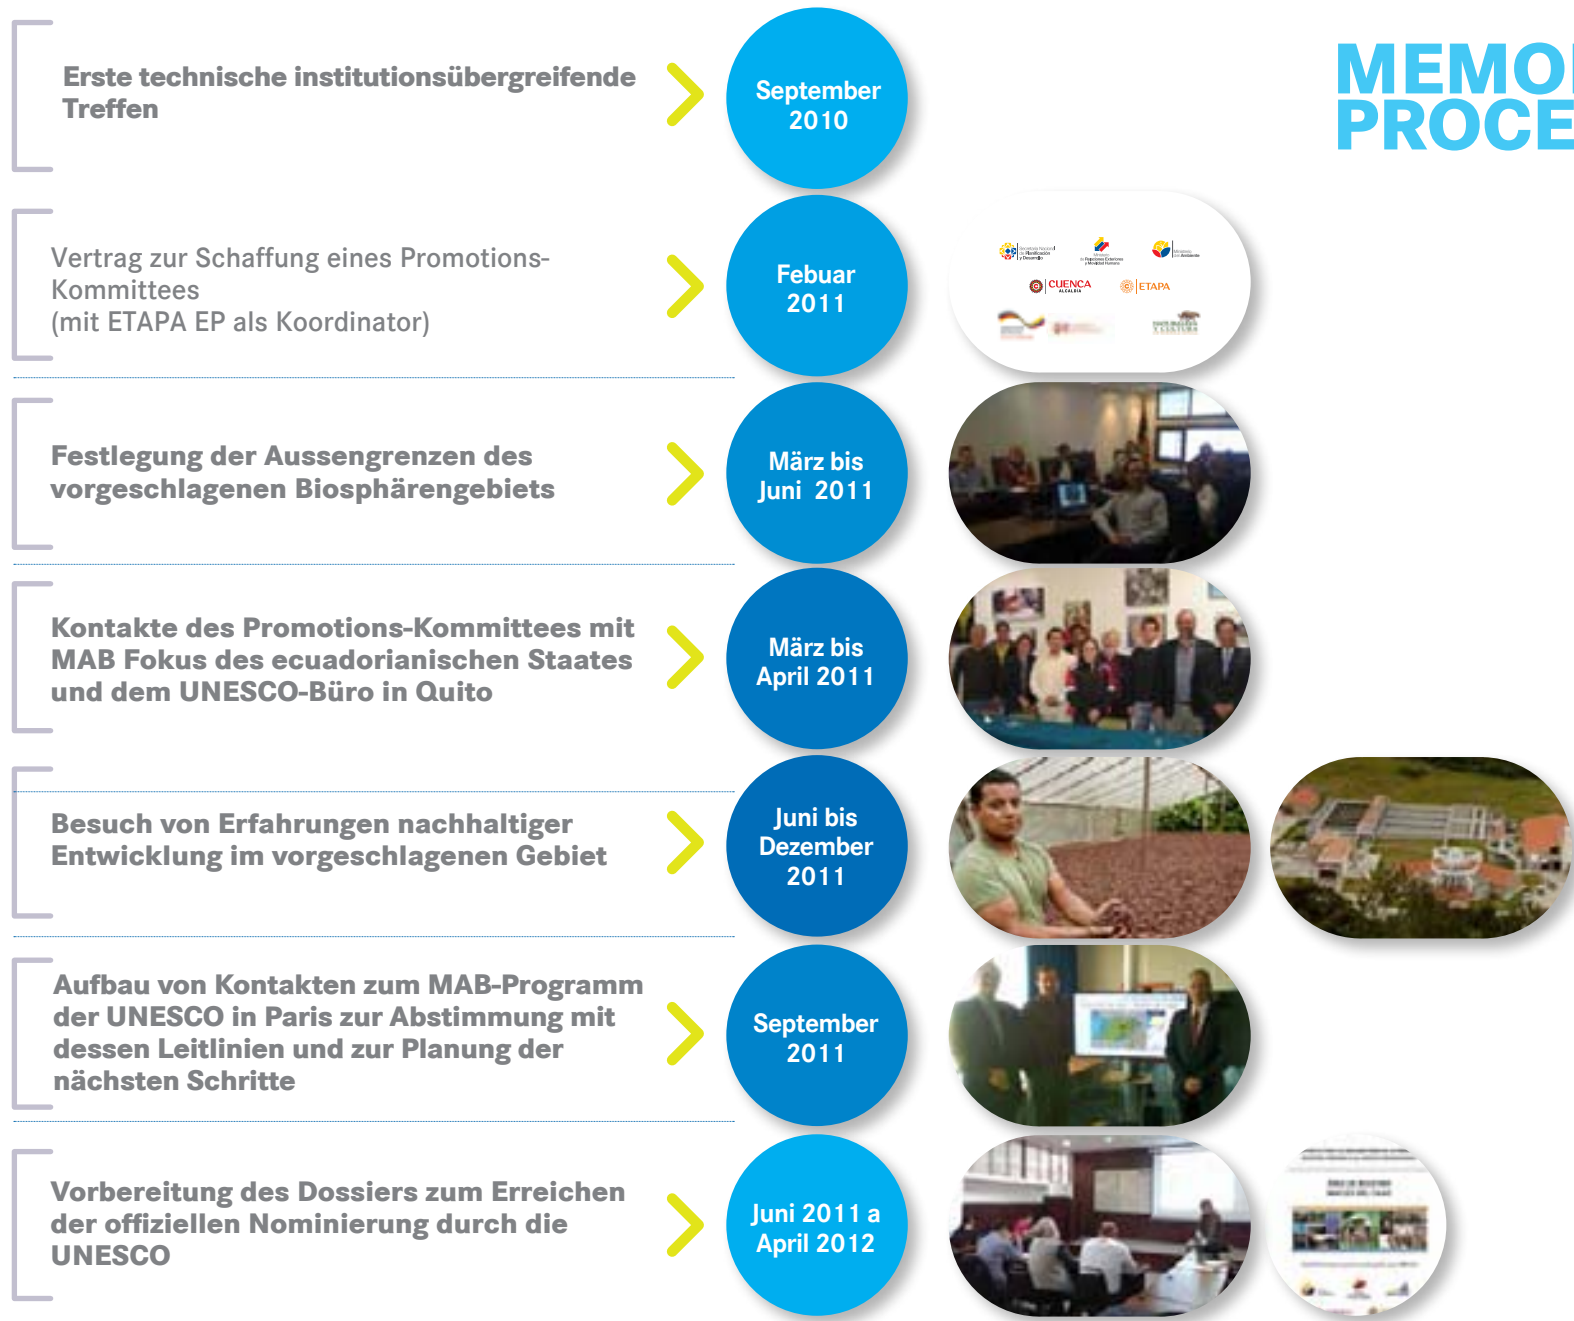 Erste technische institutionsübergreifende
Treffen
September
2010
Vertrag zur Schaffung eines Promotions-
Kommittees
(mit ETAPA EP als Koordinator)
Febuar
2011
CUENCA
ALCALDÍA
ETAPA
Festlegung der Aussengrenzen des
vorgeschlagenen Biosphärengebiets
März bis
Juni 2011
Kontakte des Promotions-Kommittees mit
MAB Fokus des ecuadorianischen Staates
und dem UNESCO-Büro in Quito
März bis
April 2011
Besuch von Erfahrungen nachhaltiger
Entwicklung im vorgeschlagenen Gebiet
Juni bis
Dezember
2011
Aufbau von Kontakten zum MAB-Programm
der UNESCO in Paris zur Abstimmung mit
dessen Leitlinien und zur Planung der
nächsten Schritte
September
2011
Vorbereitung des Dossiers zum Erreichen
der offiziellen Nominierung durch die
UNESCO
Juni 2011 a
April 2012